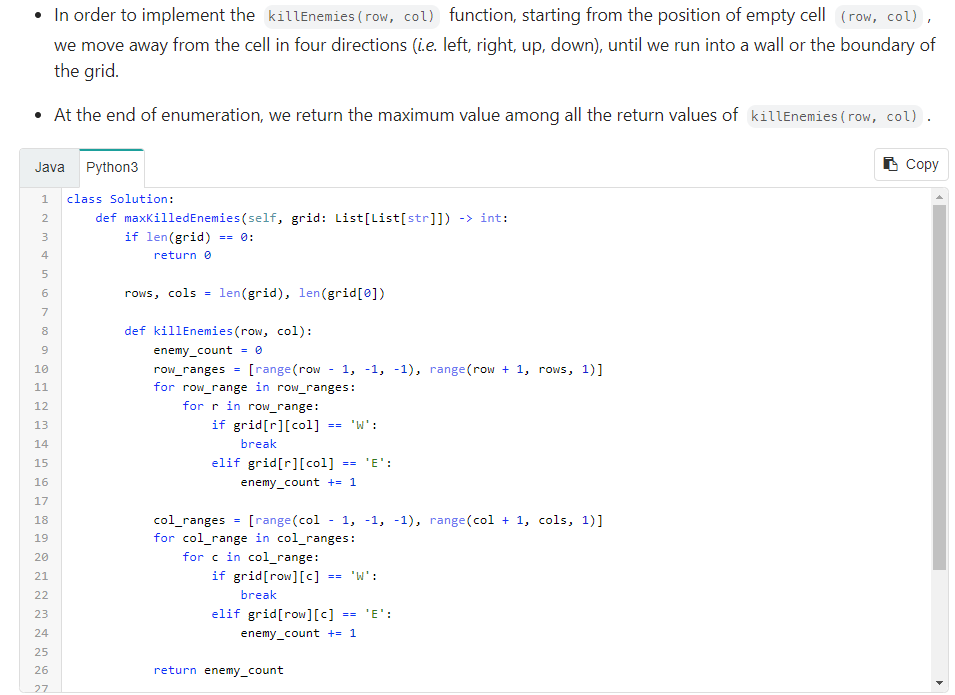 • In order to implement the killEnemies(row, col) function, starting from the position of empty cell (row, col) ,
we move away from the cell in four directions (i.e. left, right, up, down), until we run into a wall or the boundary of
the grid.
• At the end of enumeration, we return the maximum value among all the return values of killEnemies(row, col) .
Java Python3 Copy
1 class Solution:
2     def maxKilledEnemies(self, grid: List[List[str]]) -> int:
3         if len(grid) == 0:
4             return 0
5
6         rows, cols = len(grid), len(grid[0])
7
8         def killEnemies(row, col):
9             enemy_count = 0
10             row_ranges = [range(row - 1, -1, -1), range(row + 1, rows, 1)]
11             for row_range in row_ranges:
12                 for r in row_range:
13                     if grid[r][col] == 'W':
14                         break
15                     elif grid[r][col] == 'E':
16                         enemy_count += 1
17
18             col_ranges = [range(col - 1, -1, -1), range(col + 1, cols, 1)]
19             for col_range in col_ranges:
20                 for c in col_range:
21                     if grid[row][c] == 'W':
22                         break
23                     elif grid[row][c] == 'E':
24                         enemy_count += 1
25
26             return enemy_count
27